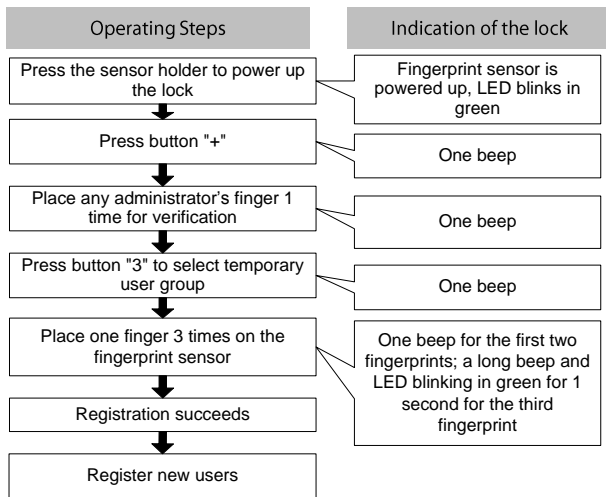 Operating Steps
Indication of the lock
Press the sensor holder to power up
the lock
Fingerprint sensor is
powered up, LED blinks in
green
Press button "+"
One beep
Place any administrator's finger 1
time for verification
One beep
Press button "3" to select temporary
user group
One beep
Place one finger 3 times on the
fingerprint sensor
One beep for the first two
fingerprints; a long beep and
LED blinking in green for 1
second for the third
fingerprint
Registration succeeds
Register new users